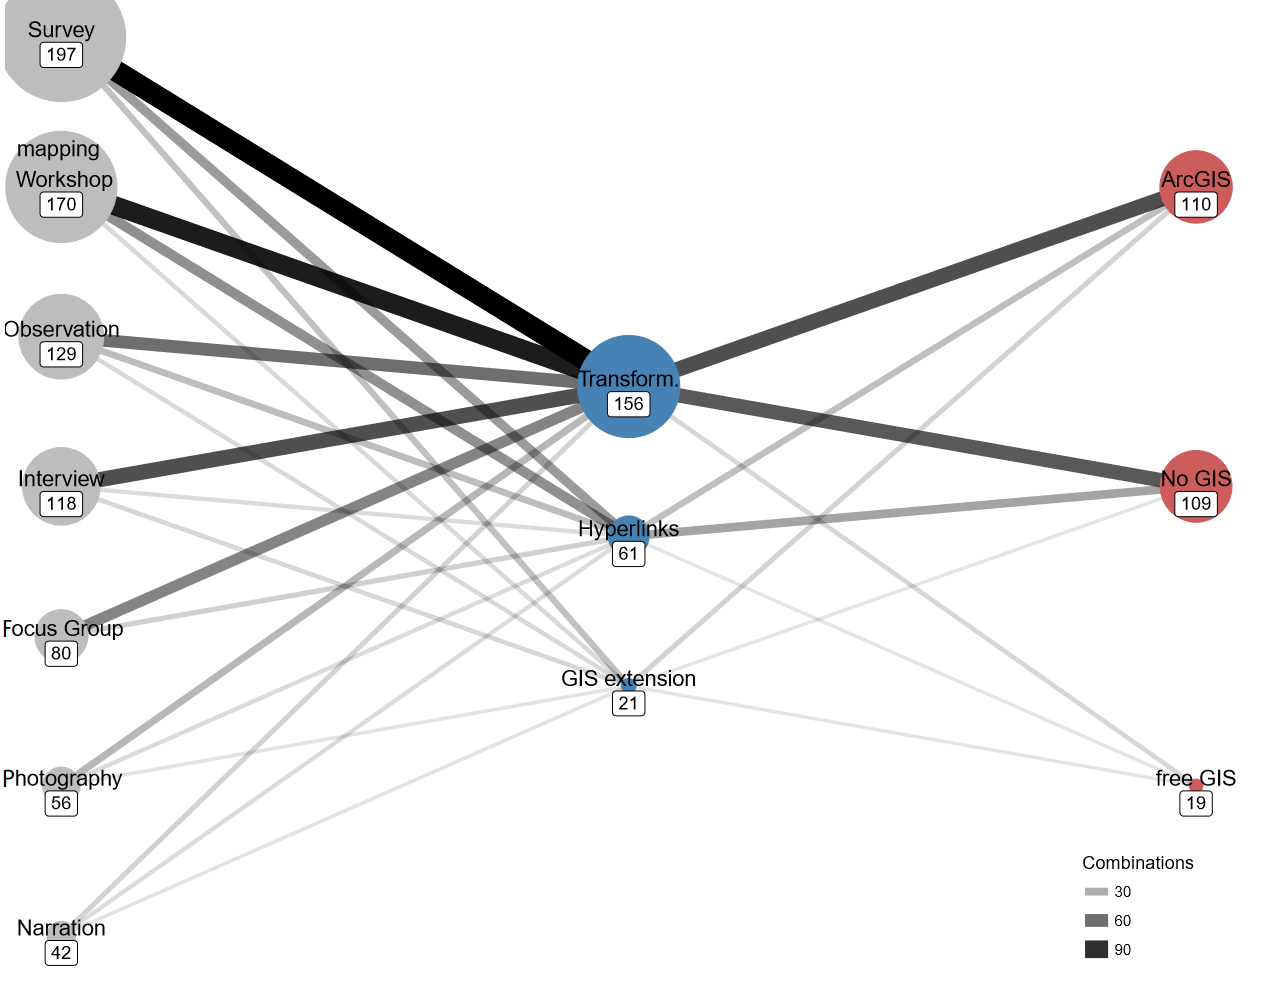 Survey
197
mapping
Workshop
170
Observation
129
Interview
118
Focus Group
80
Photography
56
Narration
42
Transform.
156
Hyperlinks
61
GIS extension
21
ArcGIS
110
No GIS
109
free GIS
19
Combinations
30
60
90